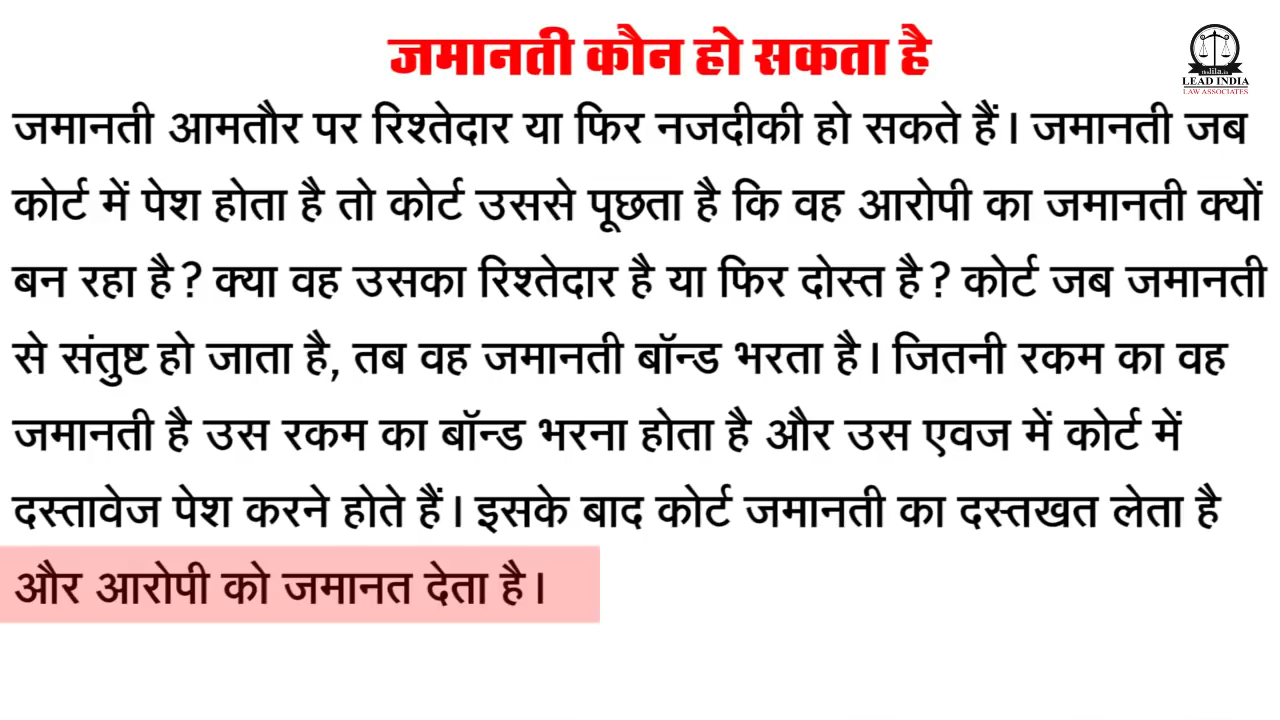 जमानती कौन हो सकता है
LEAD INDIA
LAW ASSOCIATES
जमानती आमतौर पर रिश्तेदार या फिर नजदीकी हो सकते हैं। जमानती जब
कोर्ट में पेश होता है तो कोर्ट उससे पूछता है कि वह आरोपी का जमानती क्यों
बन रहा है? क्या वह उसका रिश्तेदार है या फिर दोस्त है? कोर्ट जब जमानती
से संतुष्ट हो जाता है, तब वह जमानती बॉन्ड भरता है। जितनी रकम का वह
जमानती है उस रकम का बॉन्ड भरना होता है और उस एवज में कोर्ट में
दस्तावेज पेश करने होते हैं। इसके बाद कोर्ट जमानती का दस्तखत लेता है
और आरोपी को जमानत देता है।